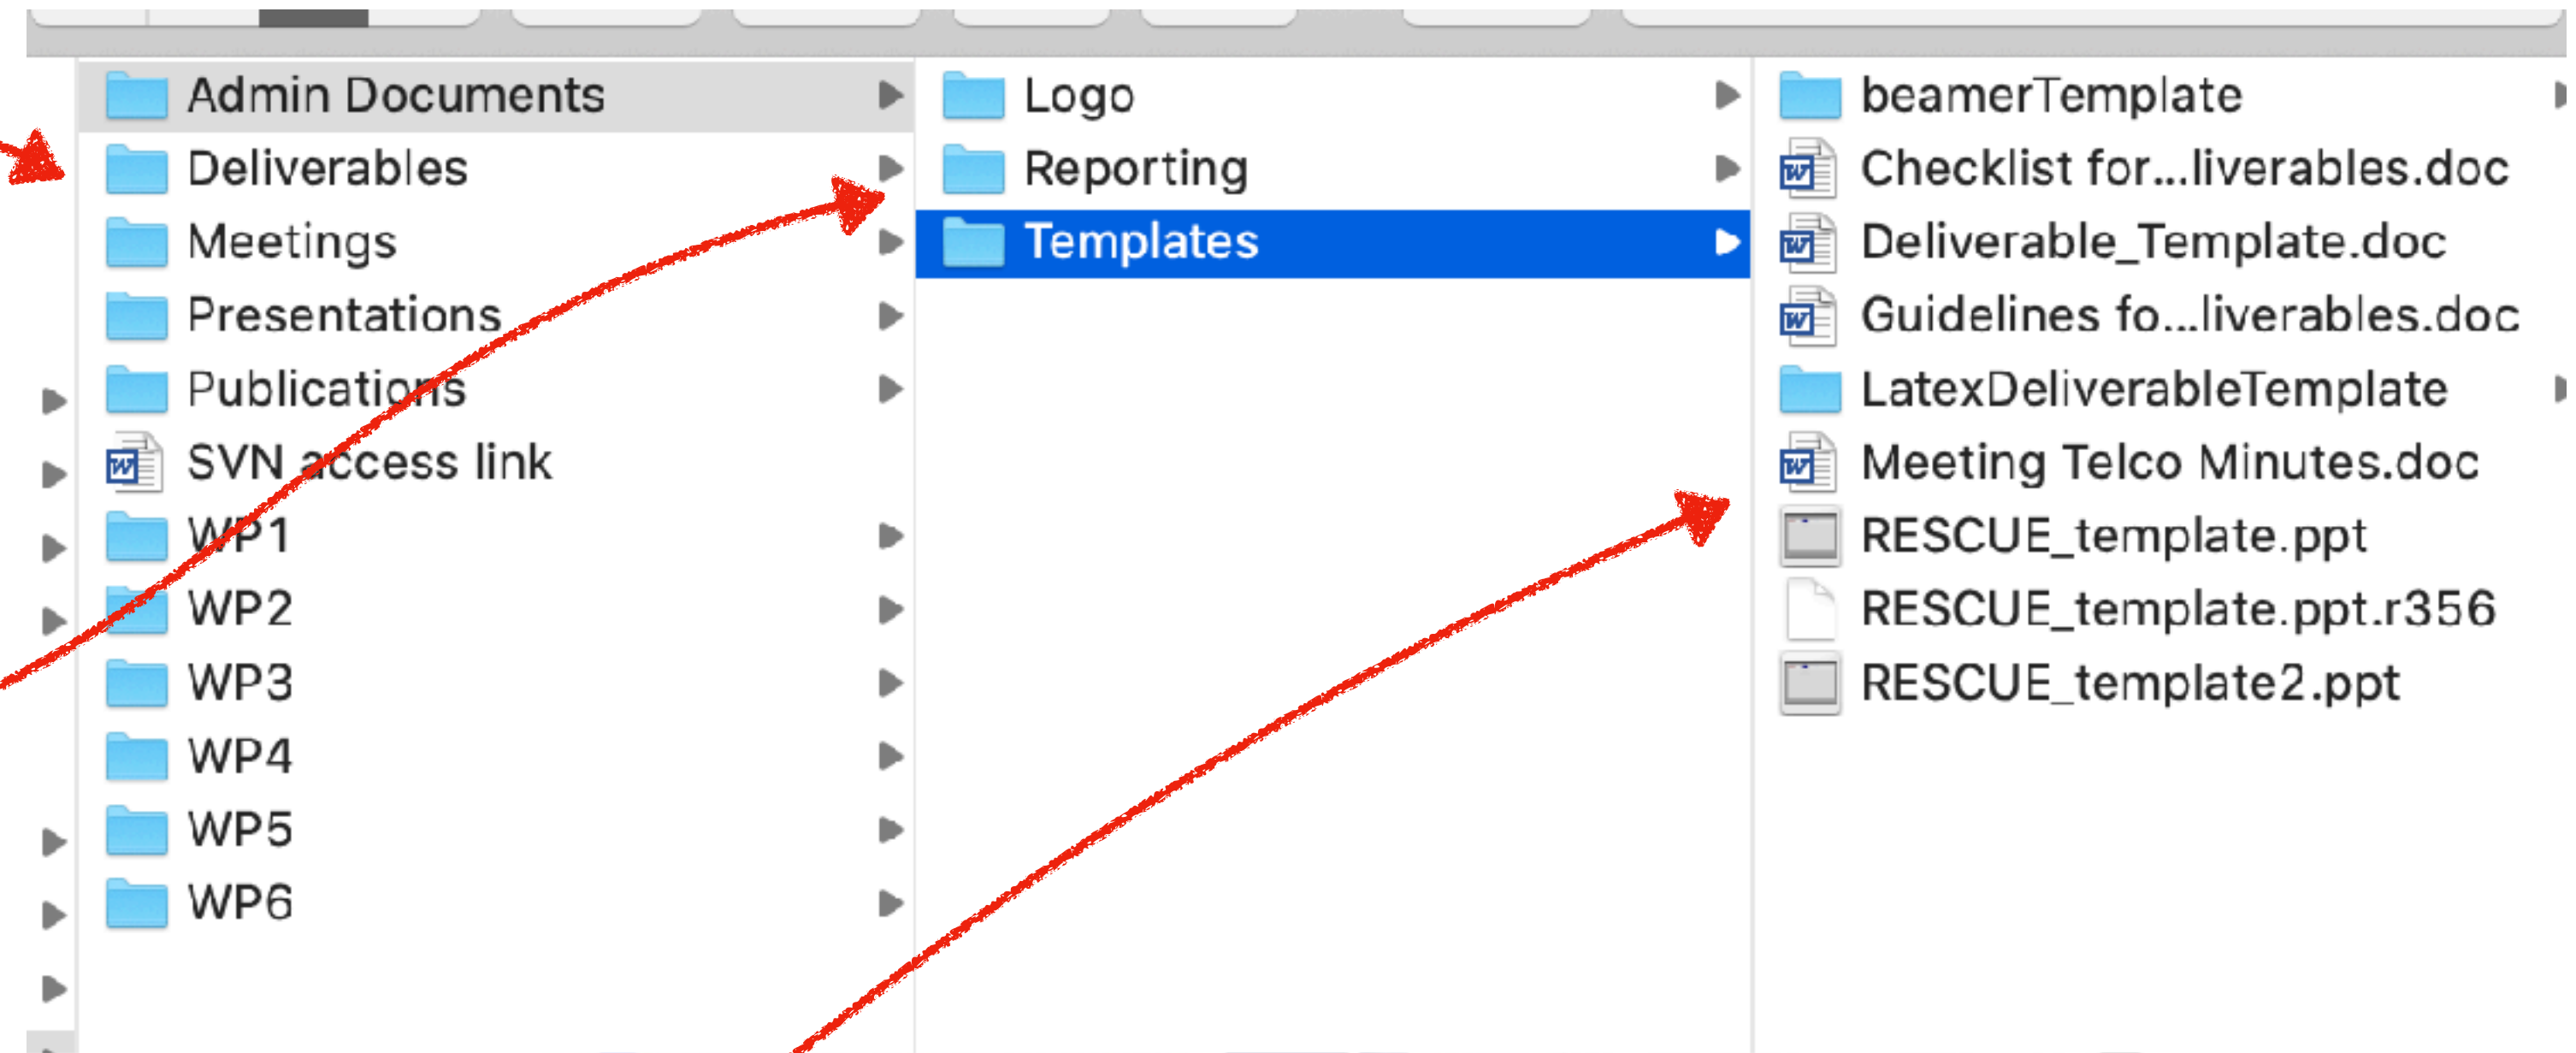 Admin Documents
Deliverables
Meetings
Presentations
Publications
SVN access link
WP1
WP2
WP3
WP4
WP5
WP6
Logo
Reporting
Templates
beamerTemplate
Checklist for...liverables.doc
Deliverable_Template.doc
Guidelines fo...liverables.doc
LatexDeliverableTemplate
Meeting Telco Minutes.doc
RESCUE_template.ppt
RESCUE_template.ppt.r356
RESCUE_template2.ppt